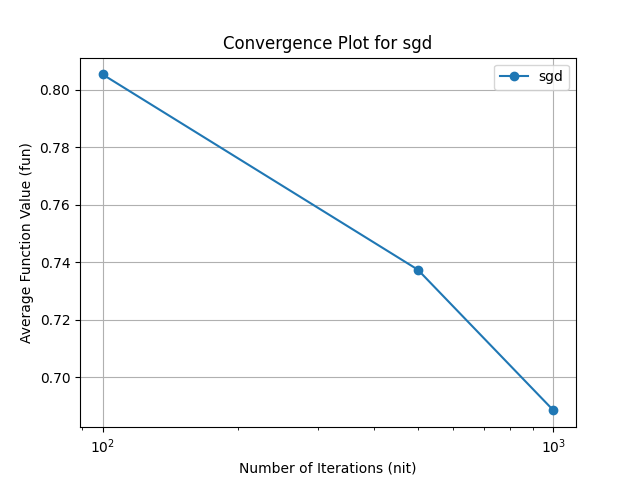 Convergence Plot for sgd
sgd
Average Function Value (fun)
0.80
0.78
0.76
0.74
0.72
0.70
10²
10³
Number of Iterations (nit)